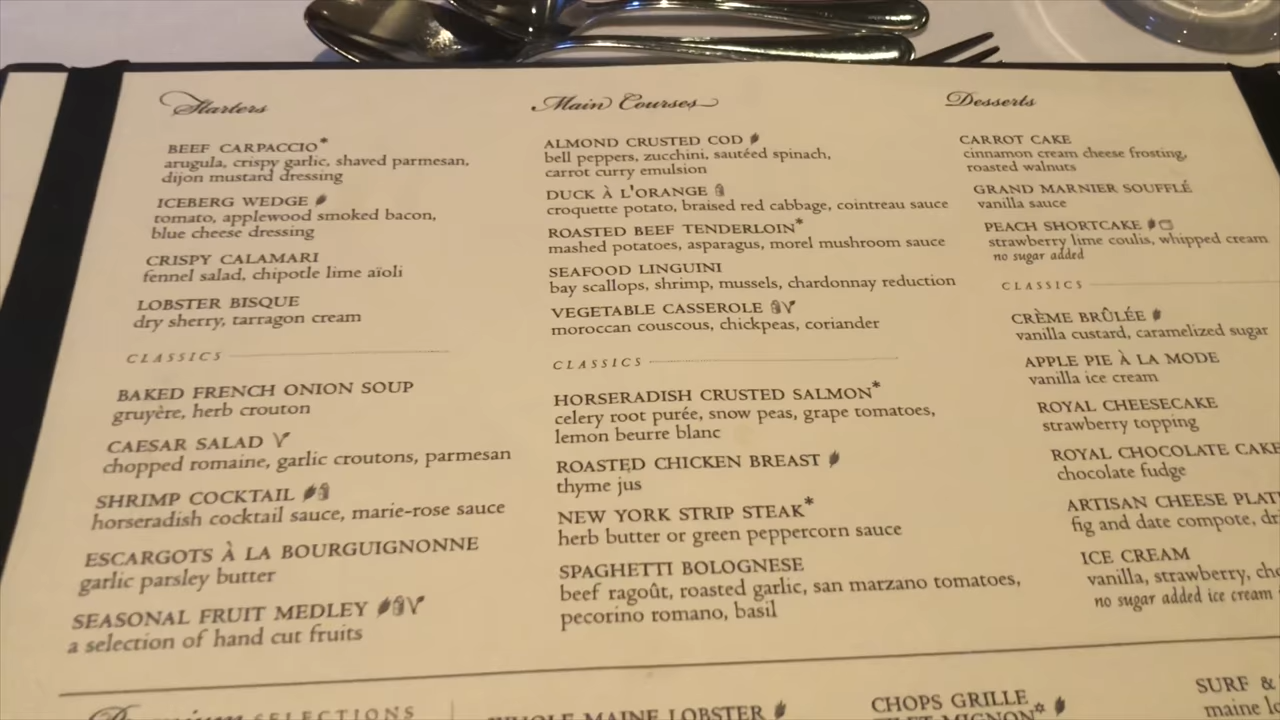 Starters
BEEF CARPACCIO*
arugula, crispy garlic, shaved parmesan,
dijon mustard dressing
ICEBERG WEDGE
tomato, applewood smoked bacon,
blue cheese dressing
CRISPY CALAMARI
fennel salad, chipotle lime aïoli
LOBSTER BISQUE
dry sherry, tarragon cream
CLASSICS
BAKED FRENCH ONION SOUP
gruyère, herb crouton
CAESAR SALAD
chopped romaine, garlic croutons, parmesan
SHRIMP COCKTAIL
horseradish cocktail sauce, marie-rose sauce
ESCARGOTS À LA BOURGUIGNONNE
garlic parsley butter
SEASONAL FRUIT MEDLEY
a selection of hand cut fruits
Main Courses
ALMOND CRUSTED COD
bell peppers, zucchini, sautéed spinach,
carrot curry emulsion
DUCK À L'ORANGE
croquette potato, braised red cabbage, cointreau sauce
ROASTED BEEF TENDERLOIN*
mashed potatoes, asparagus, morel mushroom sauce
SEAFOOD LINGUINI
bay scallops, shrimp, mussels, chardonnay reduction
VEGETABLE CASSEROLE
moroccan couscous, chickpeas, coriander
CLASSICS
HORSERADISH CRUSTED SALMON*
celery root purée, snow peas, grape tomatoes,
lemon beurre blanc
ROASTED CHICKEN BREAST
thyme jus
NEW YORK STRIP STEAK*
herb butter or green peppercorn sauce
SPAGHETTI BOLOGNESE
beef ragoût, roasted garlic, san marzano tomatoes,
pecorino romano, basil
Desserts
CARROT CAKE
cinnamon cream cheese frosting,
roasted walnuts
GRAND MARNIER SOUFFLÉ
vanilla sauce
PEACH SHORTCAKE
strawberry lime coulis, whipped cream
no sugar added
CLASSICS
CRÈME BRÛLÉE
vanilla custard, caramelized sugar
APPLE PIE À LA MODE
vanilla ice cream
ROYAL CHEESECAKE
strawberry topping
ROYAL CHOCOLATE CAKE
chocolate fudge
ARTISAN CHEESE
fig and date compote,
ICE CREAM
vanilla, strawberry,
no sugar added ice cream
Premium SELECTIONS
WHOLE MAINE LOBSTER
CHOPS GRILLE
FILET MIGNON*
SURF &
maine